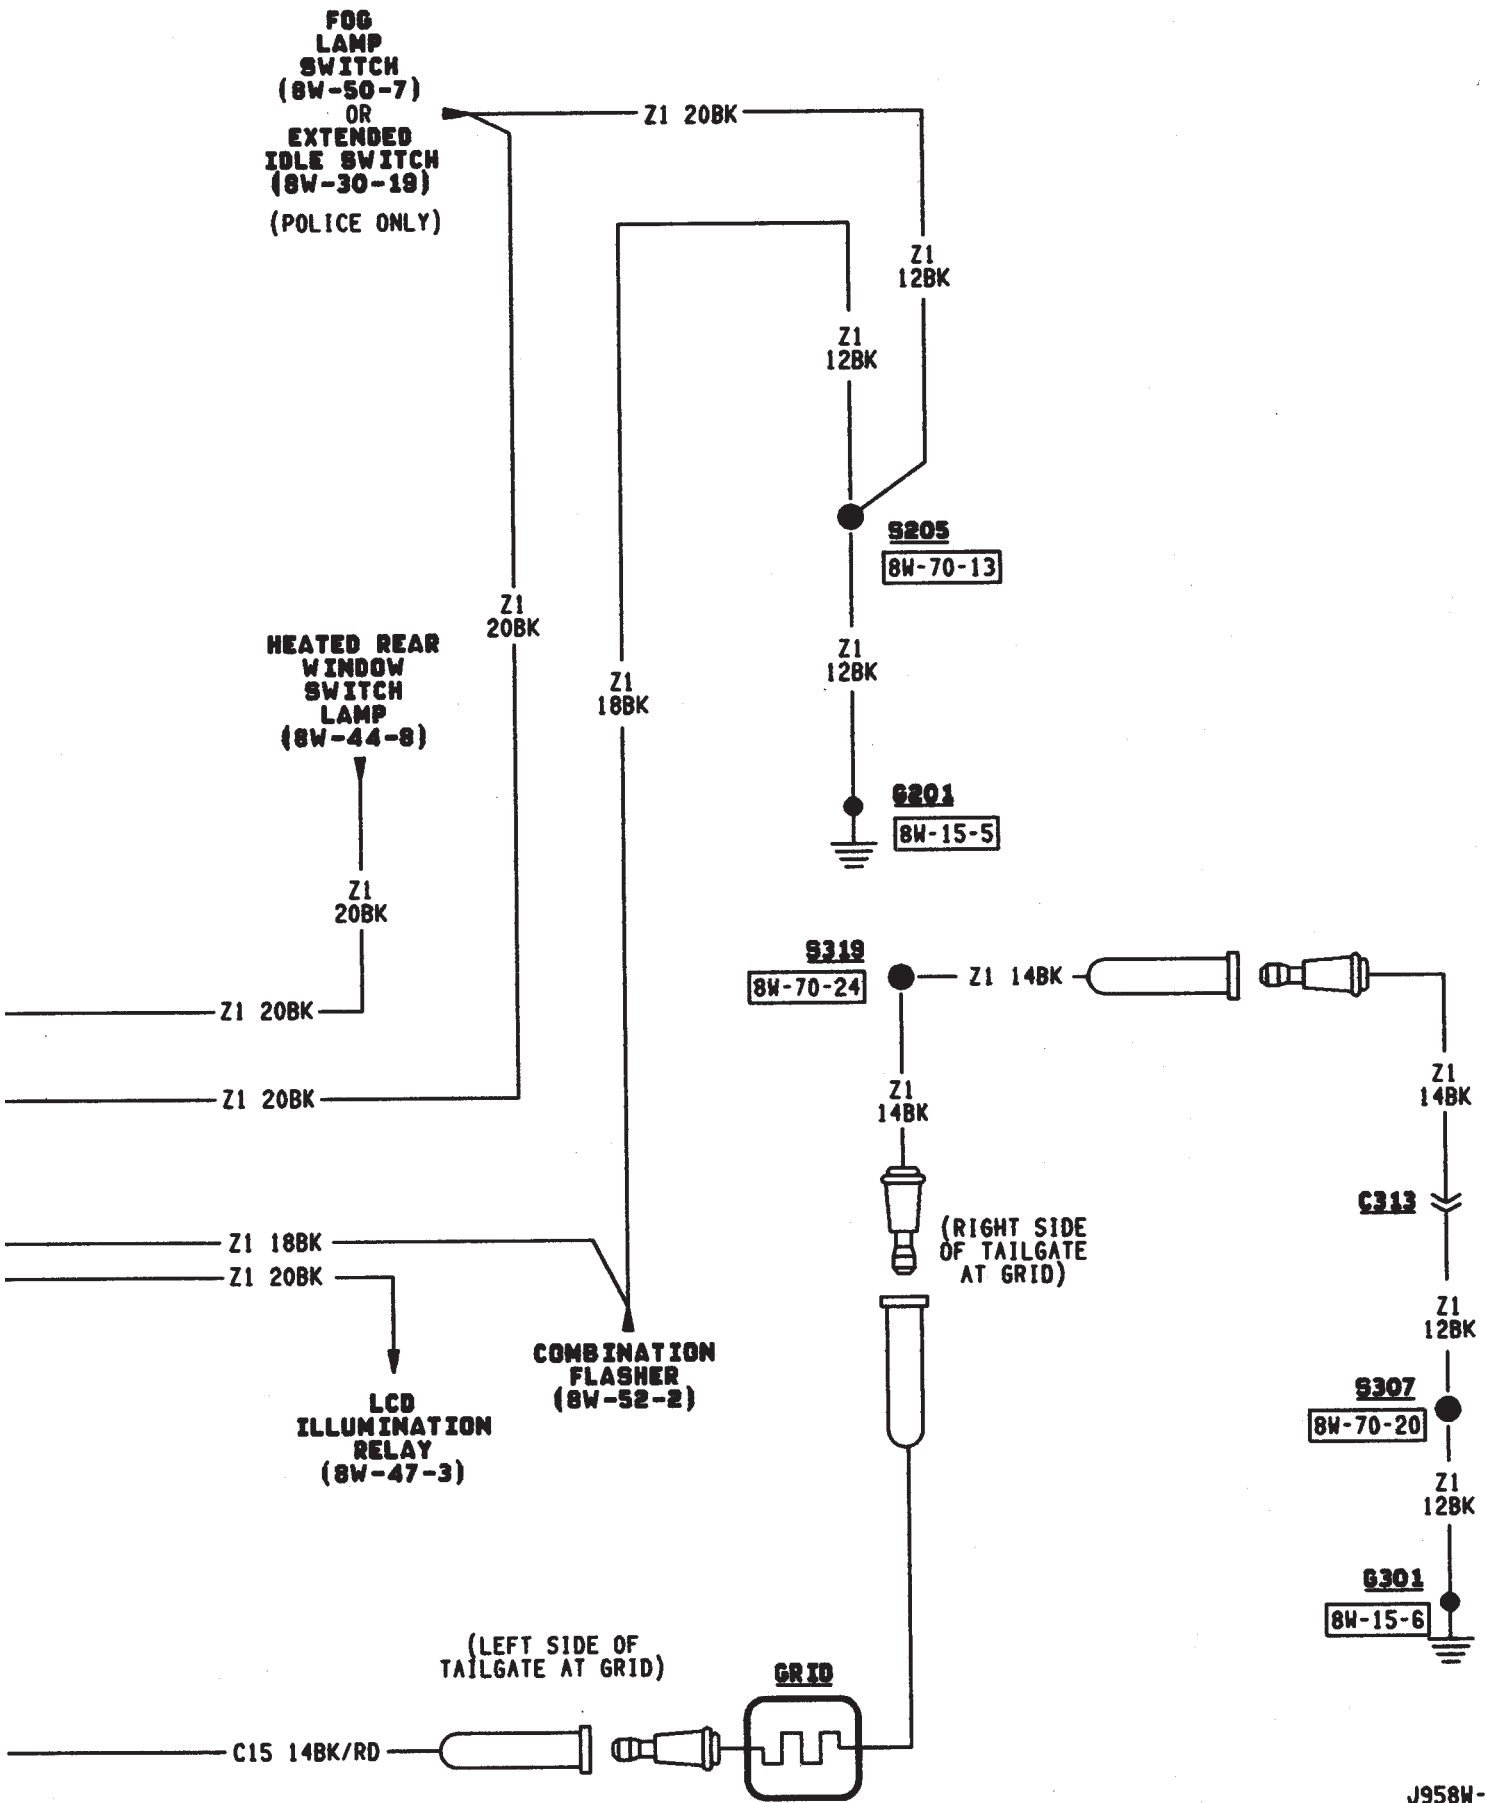 FOG
LAMP
SWITCH
(8W-50-7)
OR
EXTENDED
IDLE SWITCH
(8W-30-19)
(POLICE ONLY)
Z1 20BK
Z1
12BK
Z1
12BK
S205
8W-70-13
Z1
20BK
HEATED REAR
WINDOW
SWITCH
LAMP
(8W-44-8)
Z1
12BK
Z1
18BK
G201
8W-15-5
Z1
20BK
S319
8W-70-24
Z1 14BK
Z1 20BK
Z1
14BK
Z1 20BK
Z1
14BK
C313
(RIGHT SIDE
OF TAILGATE
AT GRID)
Z1 18BK
Z1 20BK
Z1
12BK
COMBINATION
FLASHER
(8W-52-2)
LCD
ILLUMINATION
RELAY
(8W-47-3)
S307
8W-70-20
Z1
12BK
G301
8W-15-6
(LEFT SIDE OF
TAILGATE AT GRID)
GRID
C15 14BK/RD
J958W-